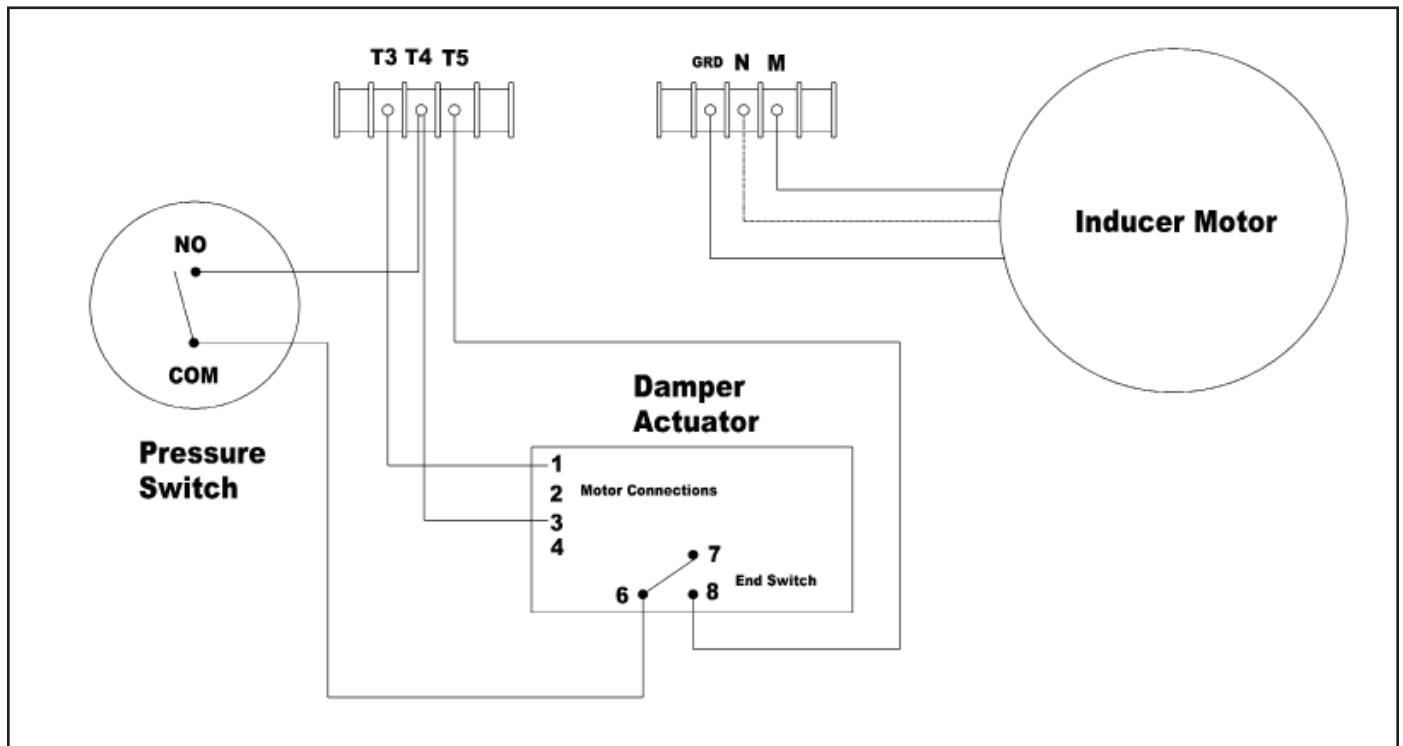 T3 T4 T5
GRD N M
NO
COM
Pressure
Switch
Inducer Motor
Damper
Actuator
1
2 Motor Connections
3
4
7
End Switch
6
8